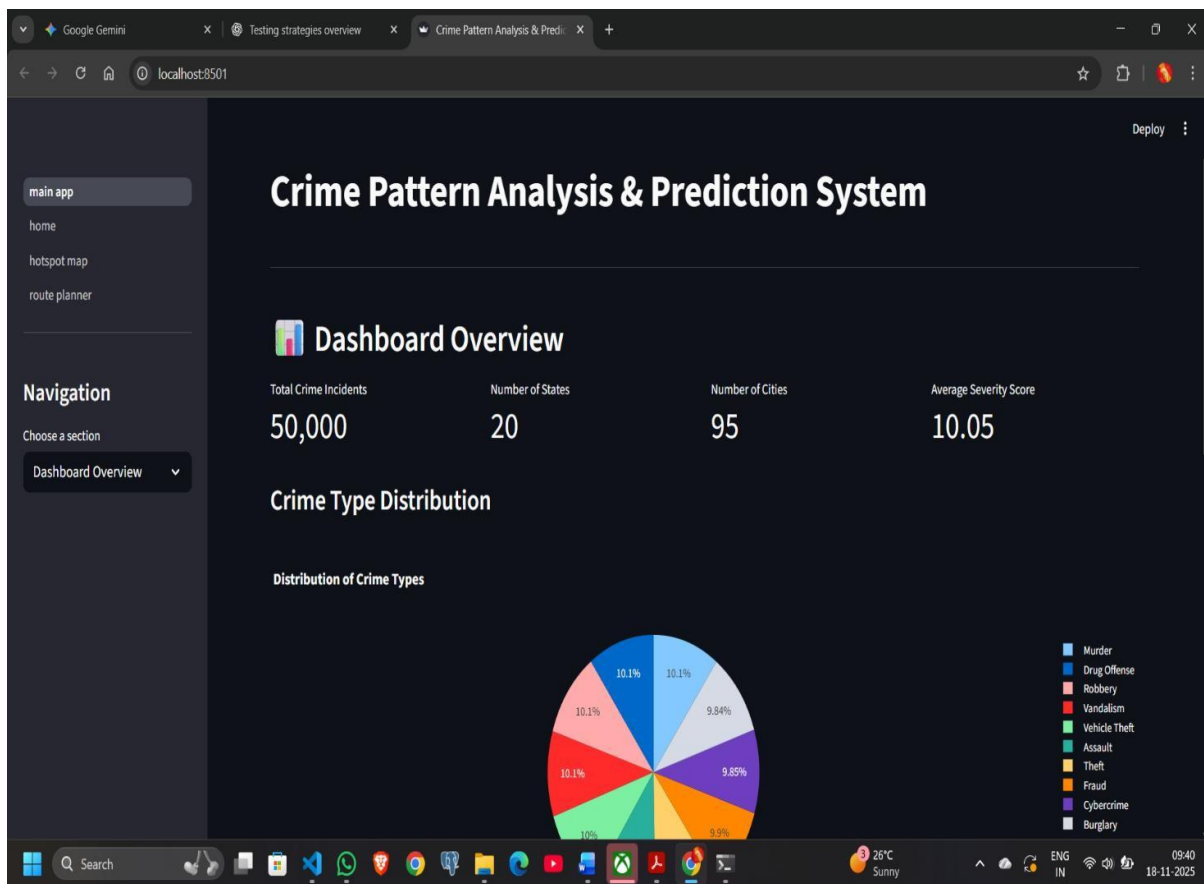 Google Gemini
Testing strategies overview
Crime Pattern Analysis & Predic
localhost:8501
Deploy
main app
home
hotspot map
route planner
Navigation
Choose a section
Dashboard Overview
Crime Pattern Analysis & Prediction System
Dashboard Overview
Total Crime Incidents
50,000
Number of States
20
Number of Cities
95
Average Severity Score
10.05
Crime Type Distribution
Distribution of Crime Types
10.1%
10.1%
10.1%
9.84%
10.1%
9.85%
10%
9.9%
Murder
Drug Offense
Robbery
Vandalism
Vehicle Theft
Assault
Theft
Fraud
Cybercrime
Burglary
Search
3
26°C
Sunny
ENG
IN
09:40
18-11-2025